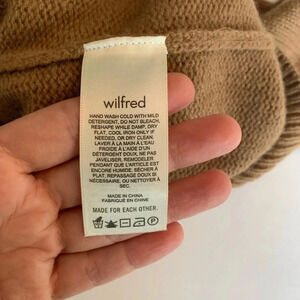 wilfred
HAND WASH COLD WITH MILD
DETERGENT, DO NOT BLEACH,
RESHAPE WHILE DAMP, DRY
FLAT, COOL IRON ONLY IF
NEEDED, OR DRY CLEAN.
LAVER À LA MAIN À L'EAU
FROIDE À L'AIDE D'UN
DÉTERGENT DOUX, NE PAS
JAVELISER, REMODELER
PENDANT QUE L'ARTICLE EST
ENCORE HUMIDE, SÉCHER À
PLAT, REPASSAGE DOUX SI
NÉCESSAIRE, OU NETTOYER À
SEC.
MADE IN CHINA
FABRIQUÉ EN CHINE
MADE FOR EACH OTHER.